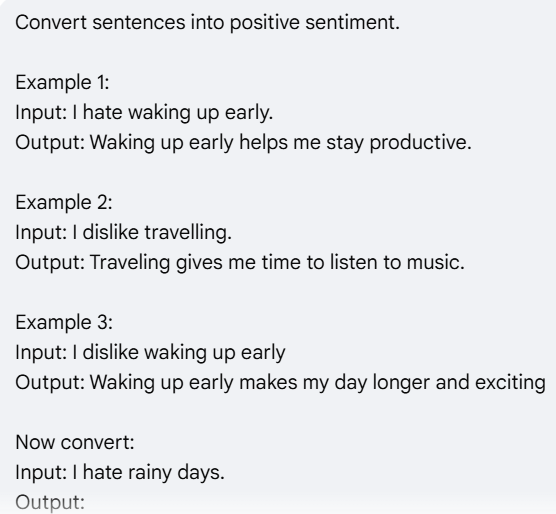 Convert sentences into positive sentiment.
Example 1:
Input: I hate waking up early.
Output: Waking up early helps me stay productive.
Example 2:
Input: I dislike travelling.
Output: Traveling gives me time to listen to music.
Example 3:
Input: I dislike waking up early
Output: Waking up early makes my day longer and exciting
Now convert:
Input: I hate rainy days.
Output: